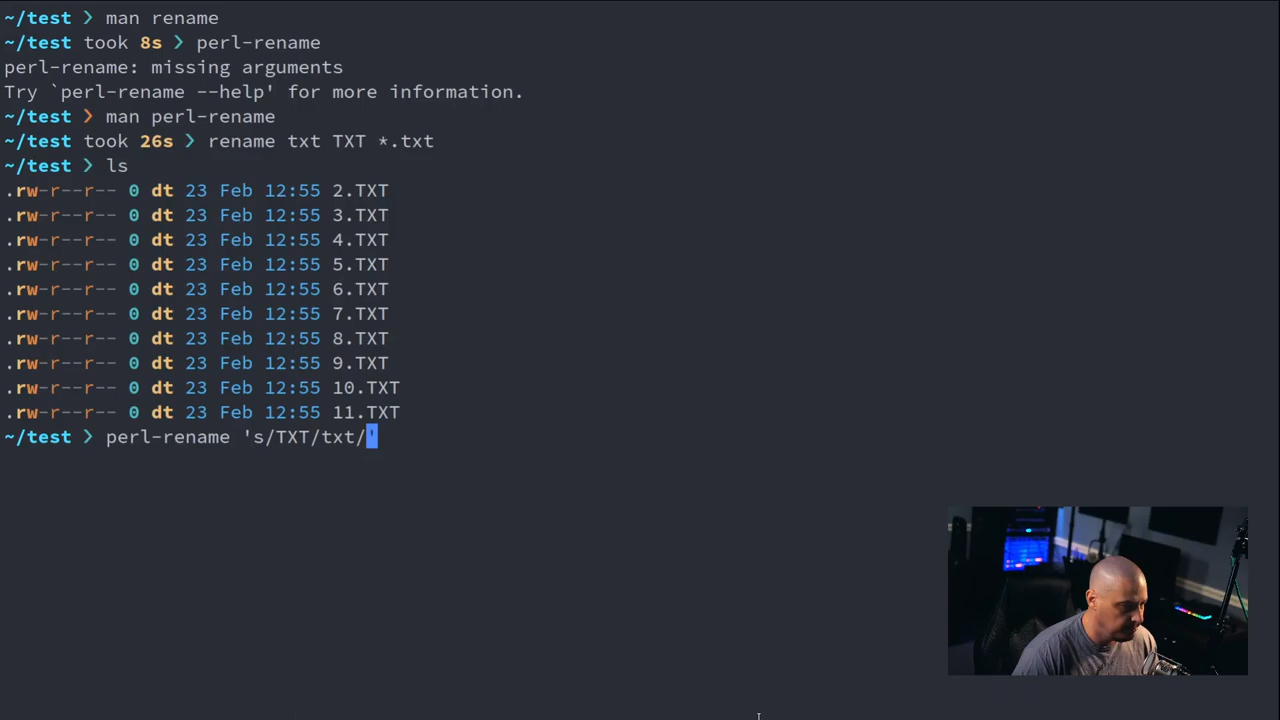 ~/test ❯ man rename
~/test took 8s ❯ perl-rename
perl-rename: missing arguments
Try `perl-rename --help' for more information.
~/test ❯ man perl-rename
~/test took 26s ❯ rename txt TXT *.txt
~/test ❯ ls
.rw-r--r-- 0 dt 23 Feb 12:55 2.TXT
.rw-r--r-- 0 dt 23 Feb 12:55 3.TXT
.rw-r--r-- 0 dt 23 Feb 12:55 4.TXT
.rw-r--r-- 0 dt 23 Feb 12:55 5.TXT
.rw-r--r-- 0 dt 23 Feb 12:55 6.TXT
.rw-r--r-- 0 dt 23 Feb 12:55 7.TXT
.rw-r--r-- 0 dt 23 Feb 12:55 8.TXT
.rw-r--r-- 0 dt 23 Feb 12:55 9.TXT
.rw-r--r-- 0 dt 23 Feb 12:55 10.TXT
.rw-r--r-- 0 dt 23 Feb 12:55 11.TXT
~/test ❯ perl-rename 's/TXT/txt/'